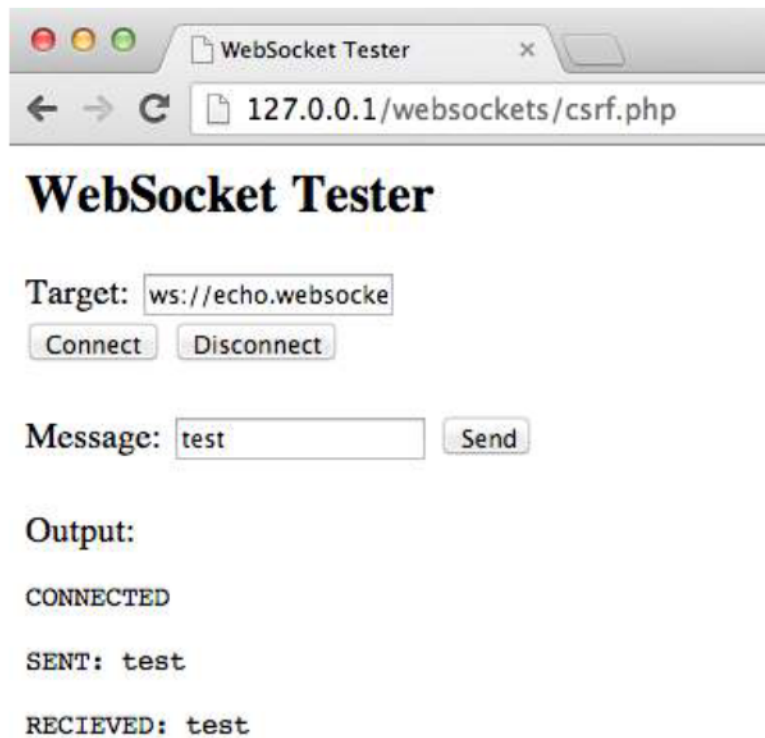 WebSocket Tester
127.0.0.1/websockets/csrf.php
WebSocket Tester
Target: ws://echo.websocke
Connect Disconnect
Message: test Send
Output:
CONNECTED
SENT: test
RECIEVED: test